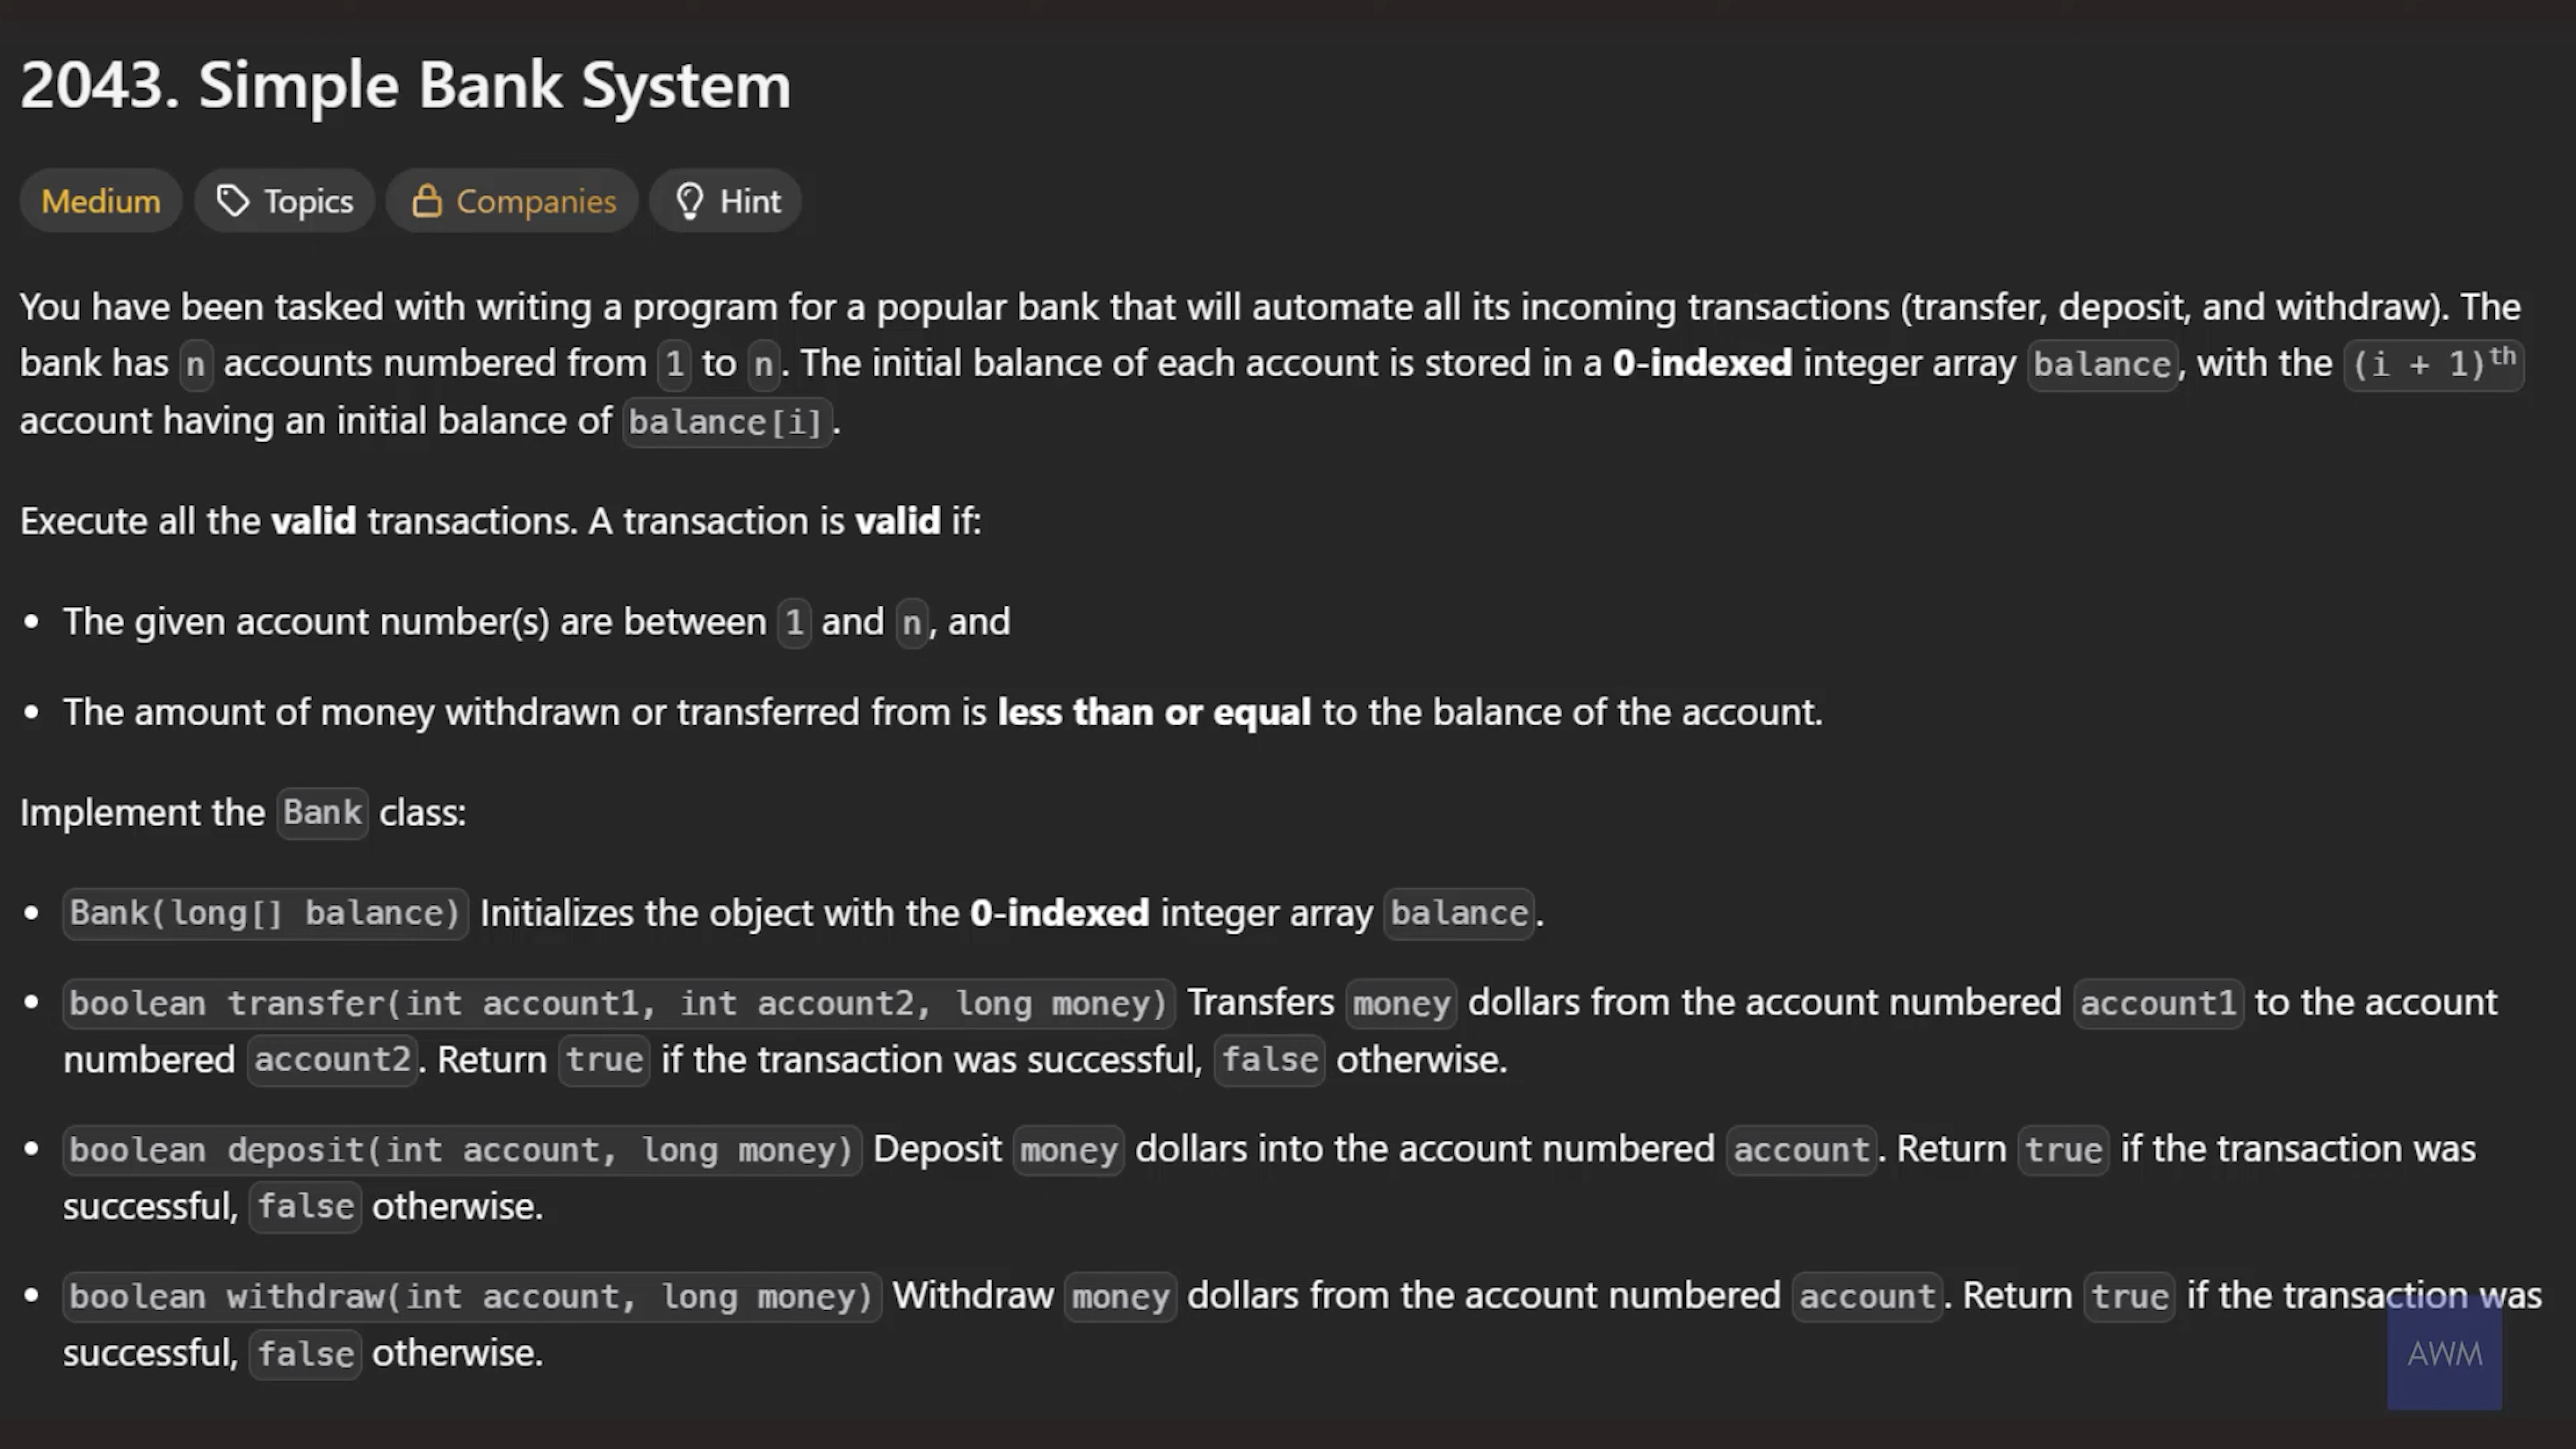 2043. Simple Bank System
Medium Topics Companies Hint
You have been tasked with writing a program for a popular bank that will automate all its incoming transactions (transfer, deposit, and withdraw). The
bank has n accounts numbered from 1 to n. The initial balance of each account is stored in a 0-indexed integer array balance, with the (i + 1)th
account having an initial balance of balance[i].
Execute all the valid transactions. A transaction is valid if:
• The given account number(s) are between 1 and n, and
• The amount of money withdrawn or transferred from is less than or equal to the balance of the account.
Implement the Bank class:
• Bank(long[] balance) Initializes the object with the 0-indexed integer array balance.
• boolean transfer(int account1, int account2, long money) Transfers money dollars from the account numbered account1 to the account
numbered account2. Return true if the transaction was successful, false otherwise.
• boolean deposit(int account, long money) Deposit money dollars into the account numbered account. Return true if the transaction was
successful, false otherwise.
• boolean withdraw(int account, long money) Withdraw money dollars from the account numbered account. Return true if the transaction was
successful, false otherwise.
AWM